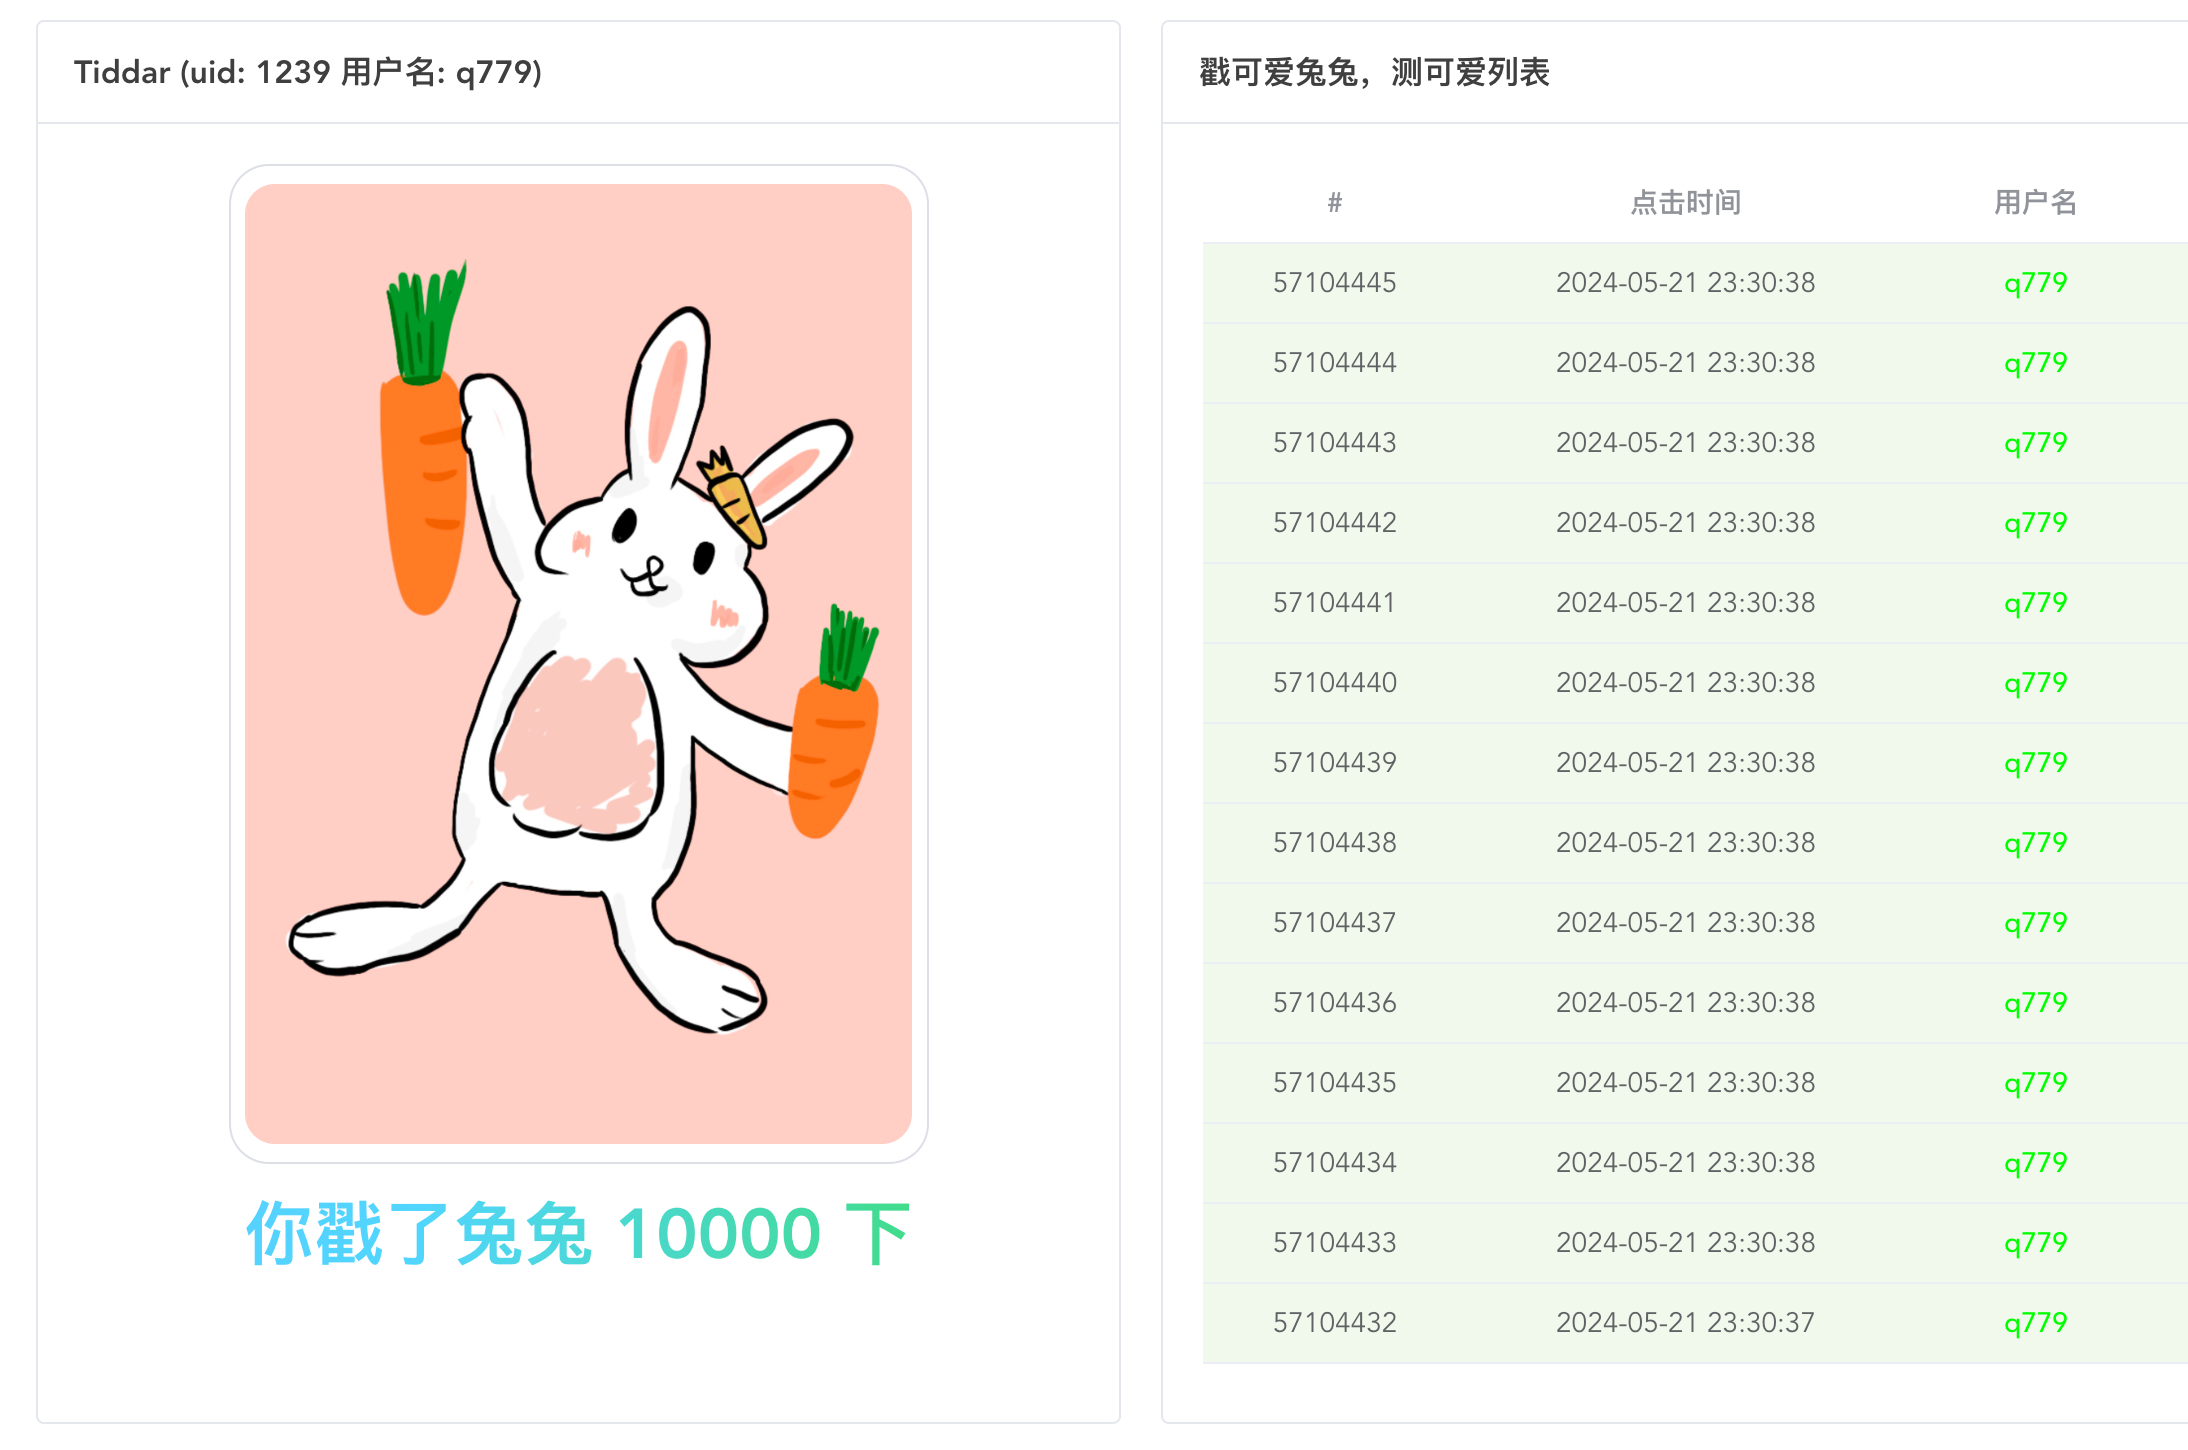 Tiddar (uid: 1239 用户名: q779)
你戳了兔兔 10000 下
戳可爱兔兔，测可爱列表
# 点击时间 用户名
57104445 2024-05-21 23:30:38 q779
57104444 2024-05-21 23:30:38 q779
57104443 2024-05-21 23:30:38 q779
57104442 2024-05-21 23:30:38 q779
57104441 2024-05-21 23:30:38 q779
57104440 2024-05-21 23:30:38 q779
57104439 2024-05-21 23:30:38 q779
57104438 2024-05-21 23:30:38 q779
57104437 2024-05-21 23:30:38 q779
57104436 2024-05-21 23:30:38 q779
57104435 2024-05-21 23:30:38 q779
57104434 2024-05-21 23:30:38 q779
57104433 2024-05-21 23:30:38 q779
57104432 2024-05-21 23:30:37 q779